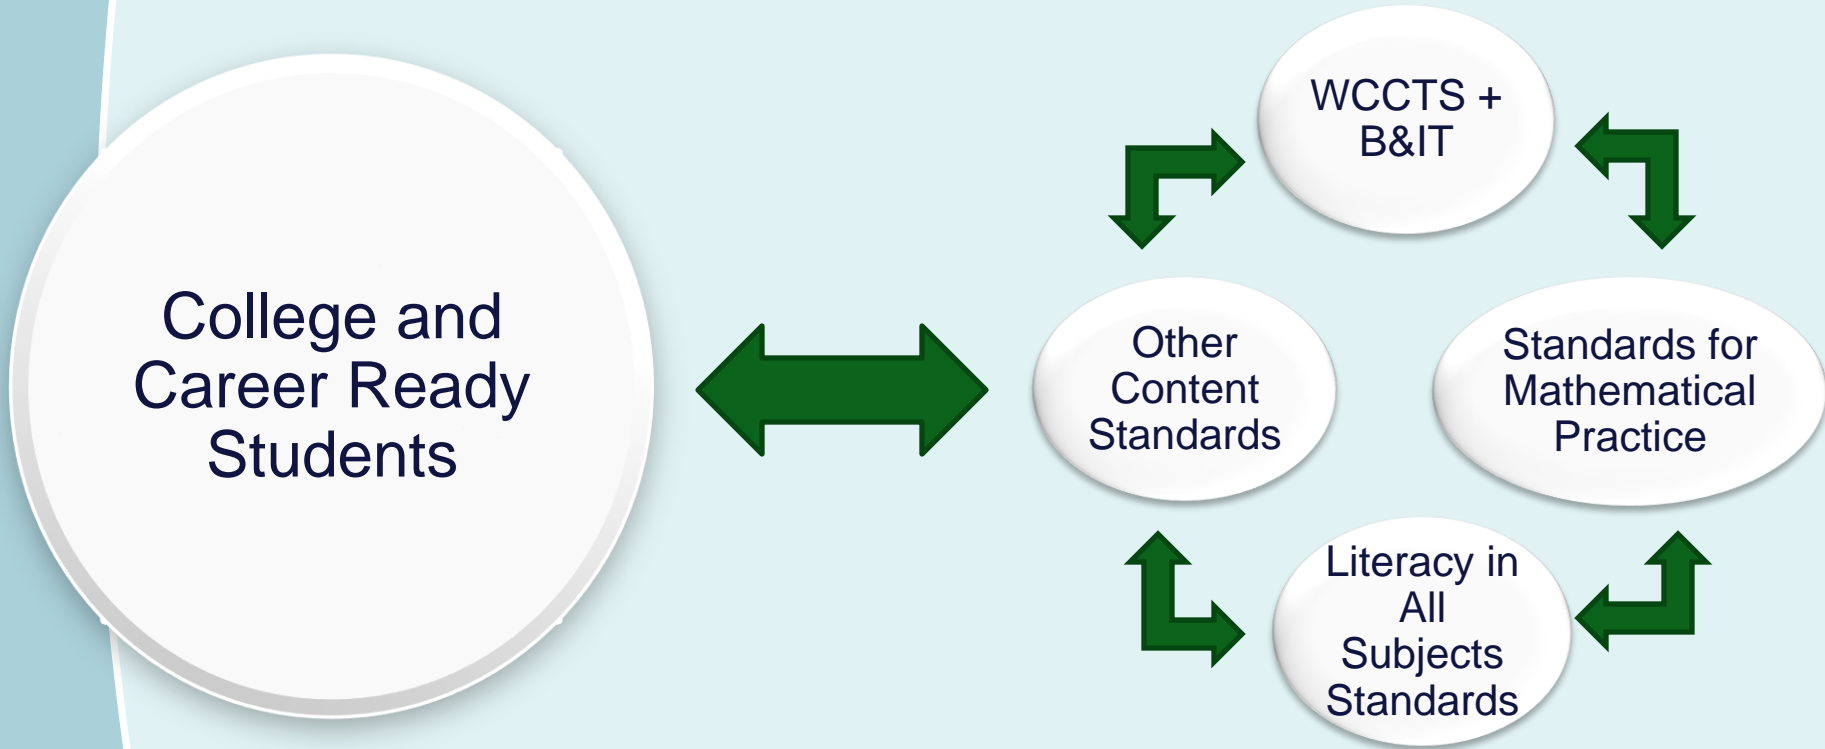 College and
Career Ready
Students
WCCTS +
B&IT
Other
Content
Standards
Standards for
Mathematical
Practice
Literacy in
All
Subjects
Standards